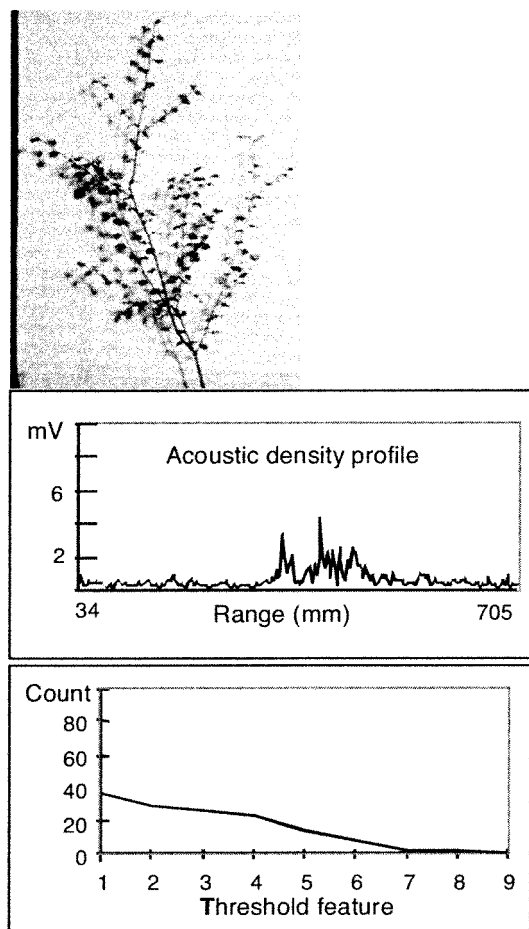 mV
Acoustic density profile
6
2
34 Range (mm) 705
Count
80
60
40
20
0
1 2 3 4 5 6 7 8 9
Threshold feature